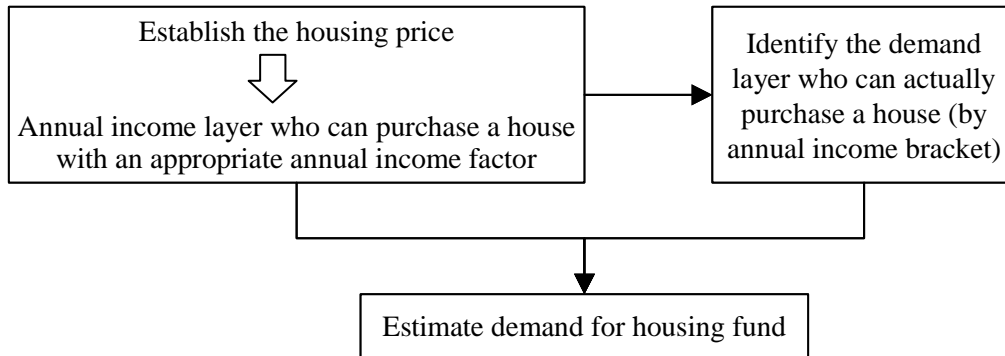 Establish the housing price
Annual income layer who can purchase a house
with an appropriate annual income factor
Identify the demand
layer who can actually
purchase a house (by
annual income bracket)
Estimate demand for housing fund